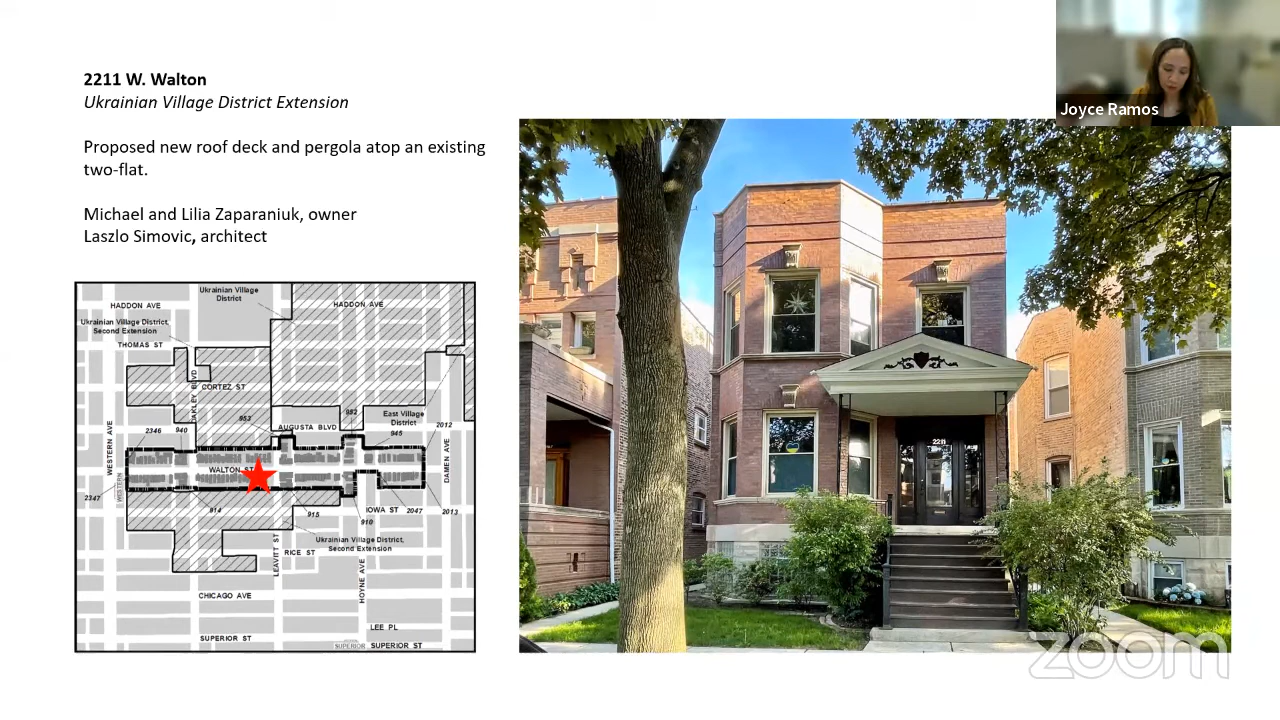 2211 W. Walton
Ukrainian Village District Extension
Proposed new roof deck and pergola atop an existing
two-flat.
Michael and Lilia Zaparaniuk, owner
Laszlo Simovic, architect
Joyce Ramos
Ukrainian Village
District
HADDON AVE
HADDON AVE
Ukrainian Village District,
Second Extension
THOMAS ST
CORTEZ ST
OAKLEY BLVD
953
952
East Village
District
2346
940
AUGUSTA BLVD
945
2012
WESTERN AVE
WESTERN
WALTON ST
DAMEN AVE
2347
914
915
910
IOWA ST
2047
2013
LEAVITT ST
RICE ST
Ukrainian Village District,
Second Extension
HOYNE AVE
CHICAGO AVE
LEE PL
SUPERIOR ST
SUPERIOR
SUPERIOR ST
2211
zoom